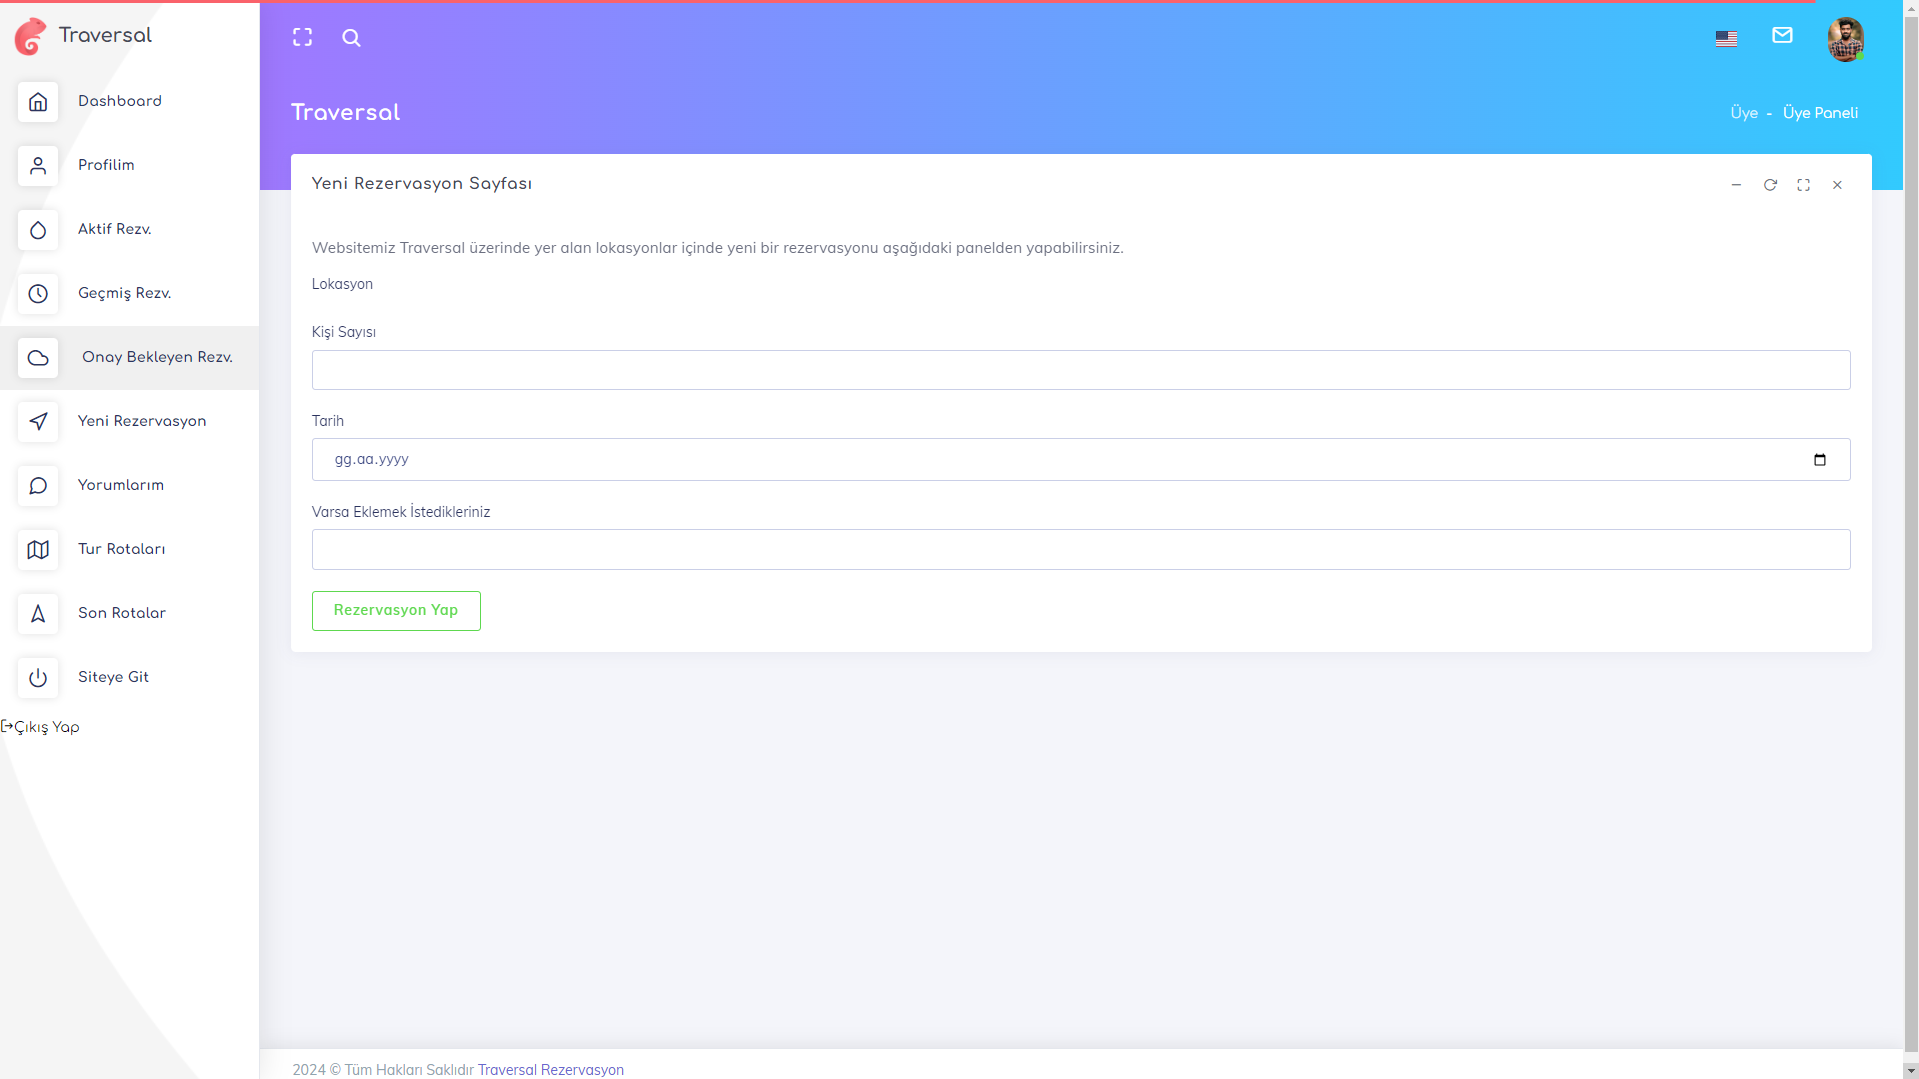 Traversal
Dashboard
Profilim
Aktif Rezv.
Geçmiş Rezv.
Onay Bekleyen Rezv.
Yeni Rezervasyon
Yorumlarım
Tur Rotaları
Son Rotalar
Siteye Git
Çıkış Yap
Traversal
Üye - Üye Paneli
Yeni Rezervasyon Sayfası
Websitemiz Traversal üzerinde yer alan lokasyonlar içinde yeni bir rezervasyonu aşağıdaki panelden yapabilirsiniz.
Lokasyon
Kişi Sayısı
Tarih
gg.aa.yyyy
Varsa Eklemek İstedikleriniz
Rezervasyon Yap
2024 © Tüm Hakları Saklıdır Traversal Rezervasyon